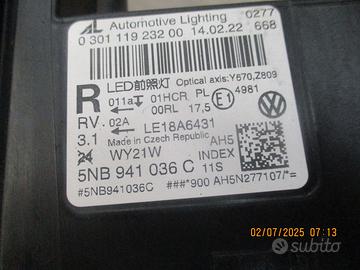 AL Automotive Lighting 0277
0 301 119 232 00 14.02.22 668
LED前照灯 Optical axis: Y670,Z809
R 011a 01HCR PL E1 4981
00RL 17,5
RV. 02A LE18A6431
3.1 Made in Czech Republic AH5
24 WY21W INDEX
5NB 941 036 C 11S
#5NB941036C ###*900 AH5N277107*=
02/07/2025 07:13
subito